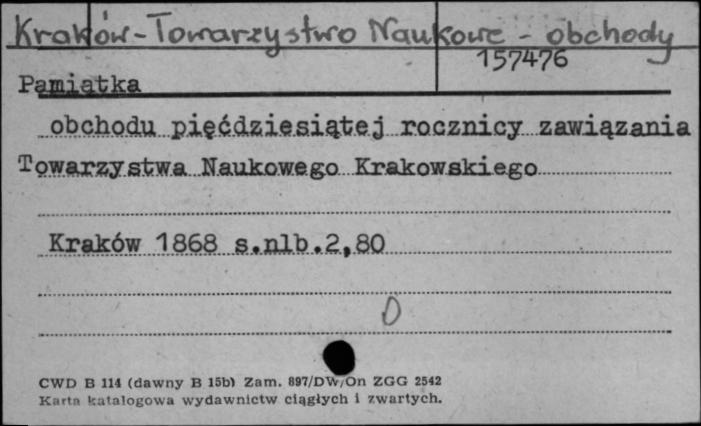 Kraków-Towarzystwo Naukowe - obchody
157476
Pamiątka
obchodu pięćdziesiątej rocznicy zawiązania
Towarzystwa Naukowego Krakowskiego
Kraków 1868 s.nlb.2,80
D
CWD B 114 (dawny B 15b) Zam. 897/DW/On ZGG 2542
Karta katalogowa wydawnictw ciągłych i zwartych.